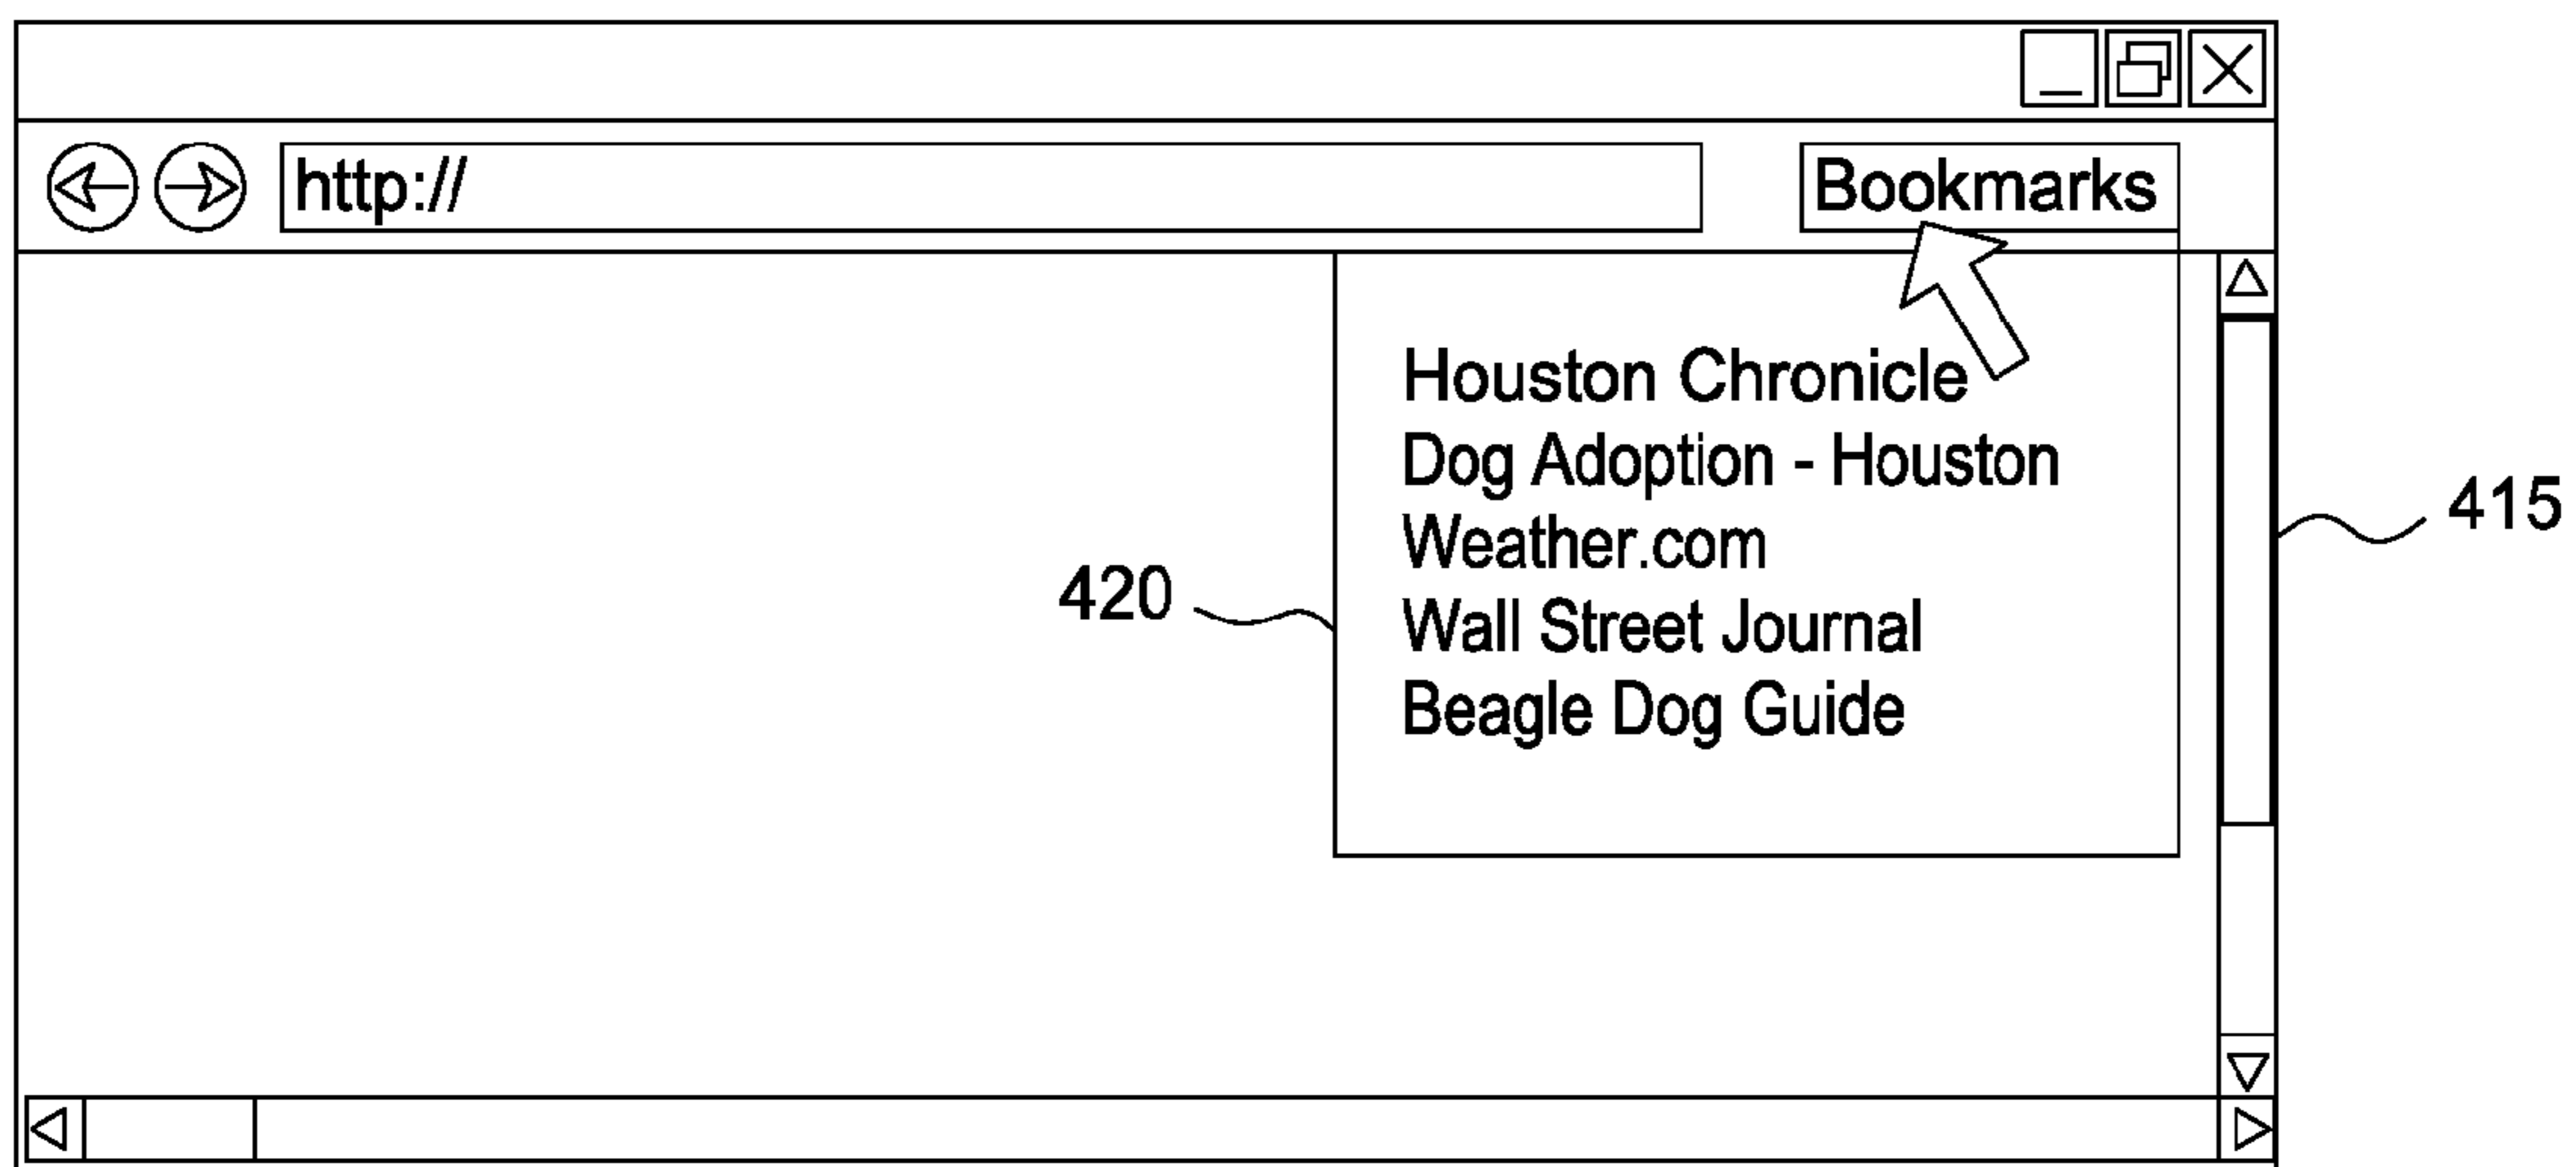 http://
Bookmarks
Houston Chronicle
Dog Adoption - Houston
Weather.com
Wall Street Journal
Beagle Dog Guide
415
420